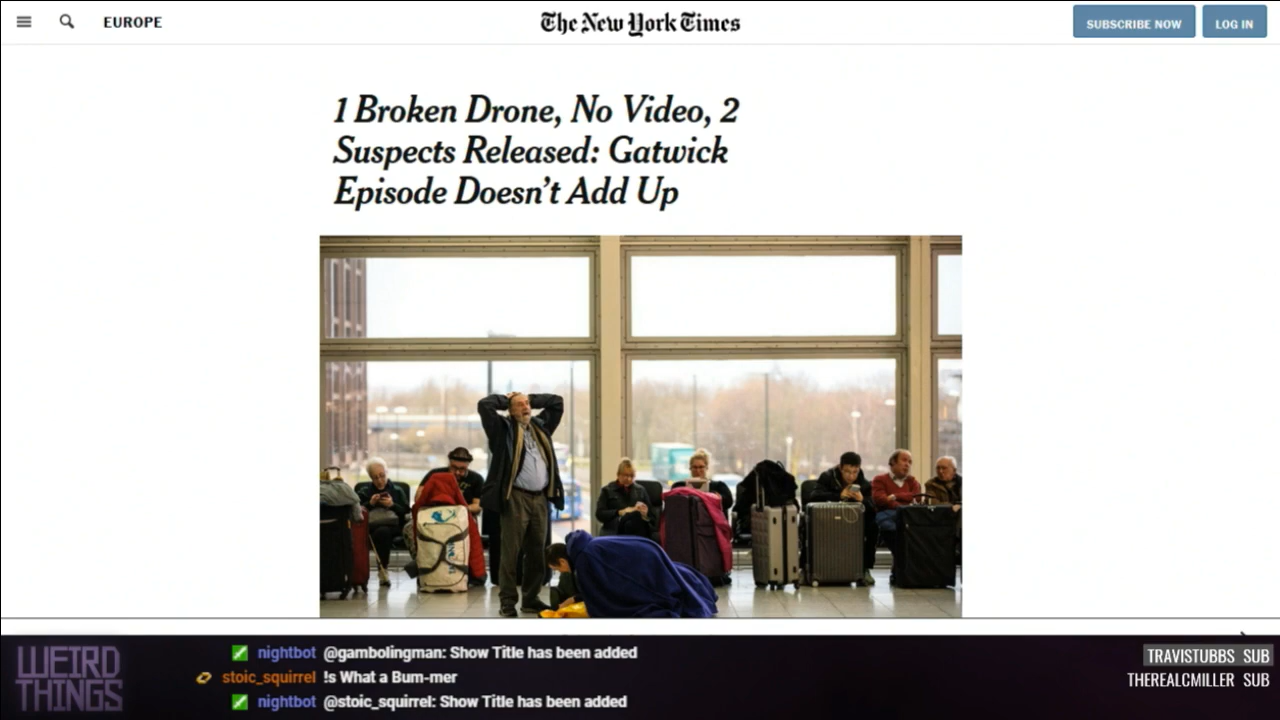 EUROPE
The New York Times
SUBSCRIBE NOW
LOG IN
1 Broken Drone, No Video, 2
Suspects Released: Gatwick
Episode Doesn't Add Up
WEIRD
THINGS
nightbot @gambolingman: Show Title has been added
stoic_squirrel !s What a Bum-mer
nightbot @stoic_squirrel: Show Title has been added
TRAVISTUBBS SUB
THEREALCMILLER SUB